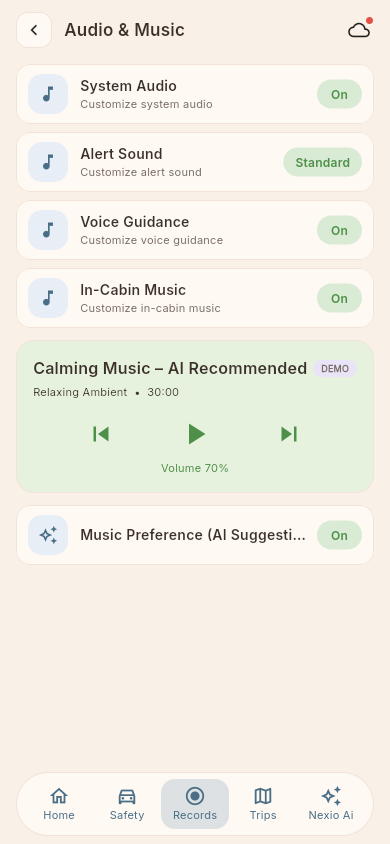 Audio & Music
System Audio
Customize system audio
On
Alert Sound
Customize alert sound
Standard
Voice Guidance
Customize voice guidance
On
In-Cabin Music
Customize in-cabin music
On
Calming Music – AI Recommended DEMO
Relaxing Ambient • 30:00
Volume 70%
Music Preference (AI Suggesti...
On
Home
Safety
Records
Trips
Nexio Ai